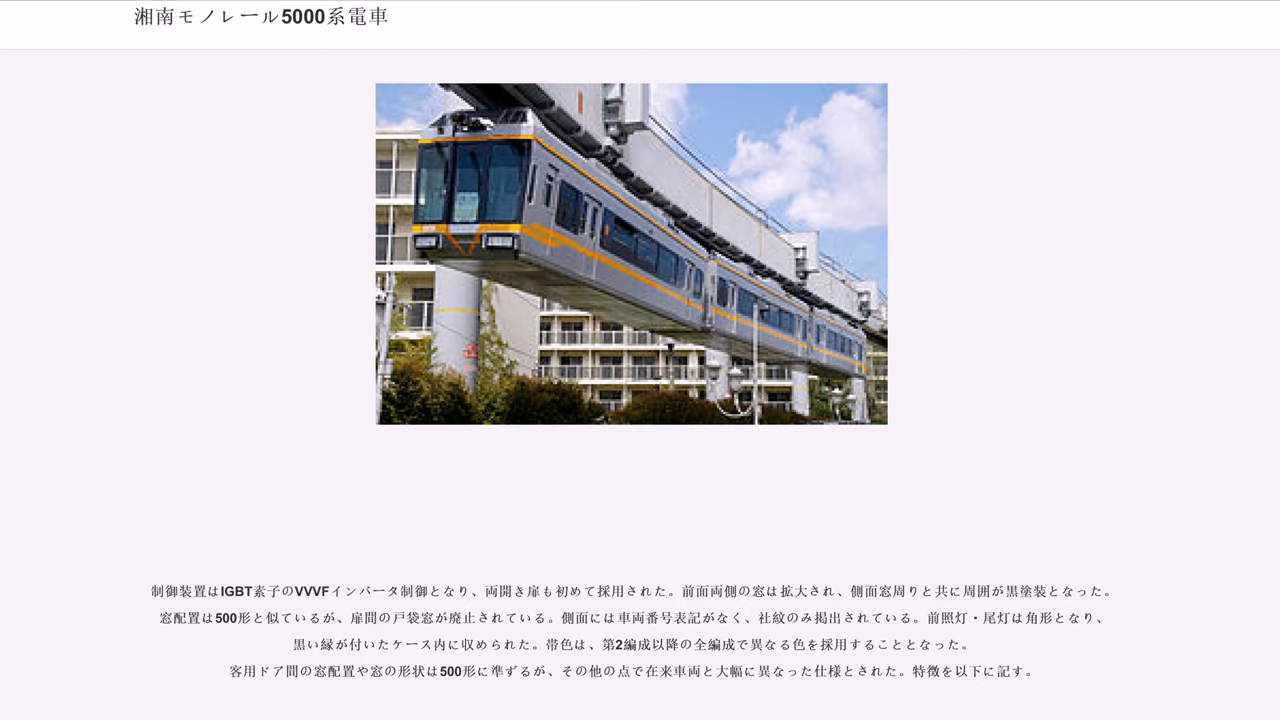 湘南モノレール5000系電車
制御装置はIGBT素子のVVVFインバータ制御となり、両開き扉も初めて採用された。前面両側の窓は拡大され、側面窓周りと共に周囲が黒塗装となった。
窓配置は500形と似ているが、扉間の戸袋窓が廃止されている。側面には車両番号表記がなく、社紋のみ掲出されている。前照灯・尾灯は角形となり、
黒い縁が付いたケース内に収められた。帯色は、第2編成以降の全編成で異なる色を採用することとなった。
客用ドア間の窓配置や窓の形状は500形に準ずるが、その他の点で在来車両と大幅に異なった仕様とされた。特徴を以下に記す。